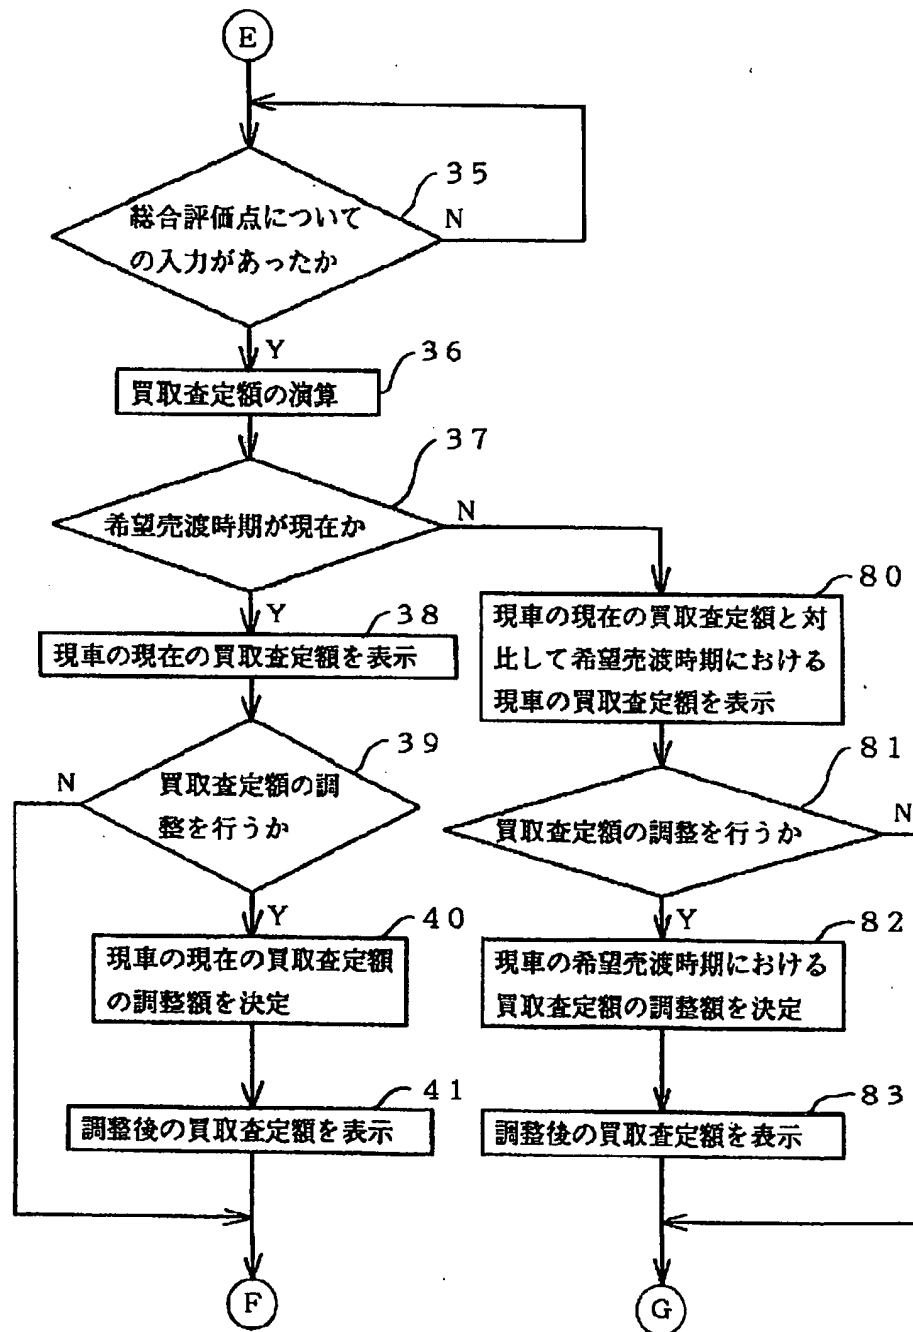 E
35
総合評価点について
の入力があったか
N
Y
36
買取査定額の演算
37
希望売渡時期が現在か
N
Y
38
現車の現在の買取査定額を表示
39
買取査定額の調
整を行うか
N
Y
40
現車の現在の買取査定額
の調整額を決定
41
調整後の買取査定額を表示
F
80
現車の現在の買取査定額と対
比して希望売渡時期における
現車の買取査定額を表示
81
買取査定額の調整を行うか
N
Y
82
現車の希望売渡時期における
買取査定額の調整額を決定
83
調整後の買取査定額を表示
G